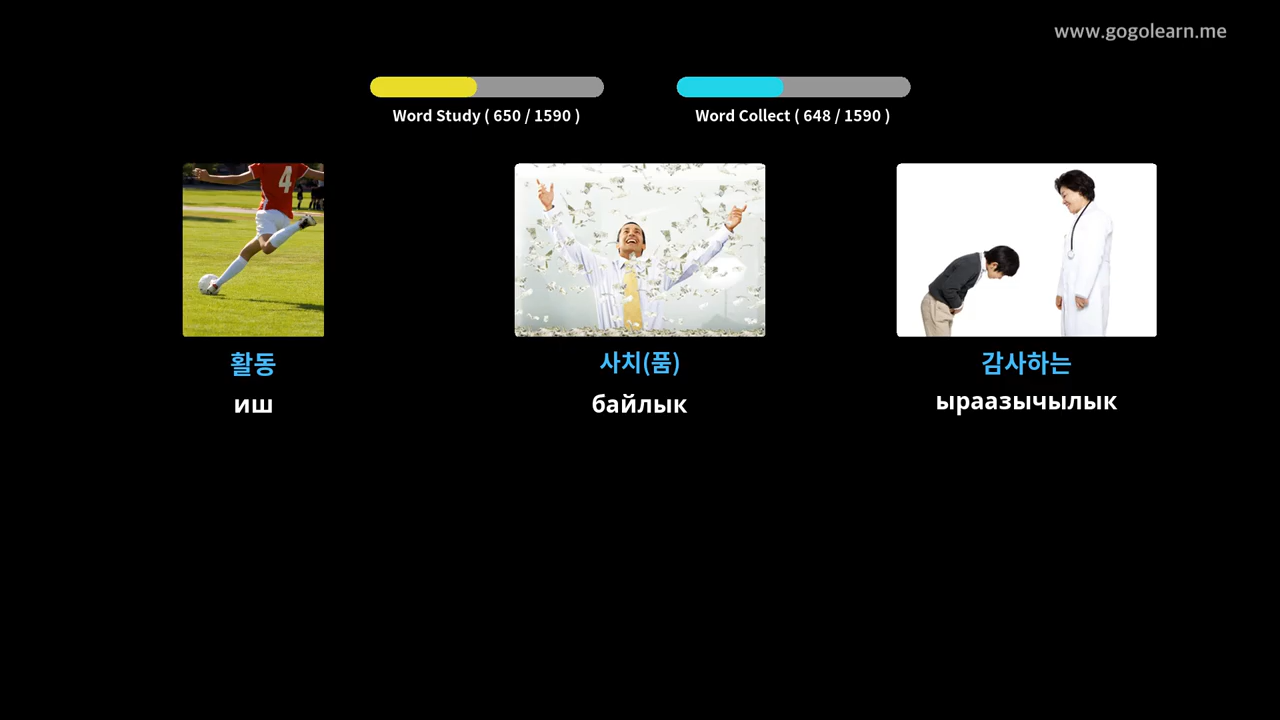 www.gogolearn.me
Word Study ( 650 / 1590 )
Word Collect ( 648 / 1590 )
4
활동
사치(품)
감사하는
иш
байлык
ыраазычылык